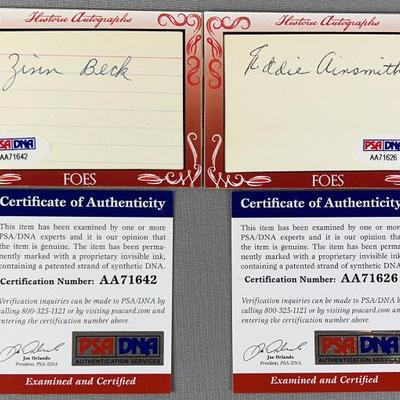 Historic Autographs
Zinn Beck
PSA/DNA
AA71642
FOES
Historic Autographs
Eddie Ainsmith
PSA/DNA
AA71626
FOES
Certificate of Authenticity
This item has been examined by one or more
PSA/DNA experts and it is our opinion that
the item is genuine. The item has been perma-
nently marked with a proprietary invisible ink,
containing a patented strand of synthetic DNA.
Certification Number: AA71642
Verification inquiries can be made to PSA/DNA by
calling 800-325-1121 or by visiting psacard.com and
entering the certification number above.
Joe Orlando
President, PSA/DNA
PSA/DNA
AUTHENTICATION SERVICES
Examined and Certified
Certificate of Authenticity
This item has been examined by one or more
PSA/DNA experts and it is our opinion that
the item is genuine. The item has been perma-
nently marked with a proprietary invisible ink,
containing a patented strand of synthetic DNA.
Certification Number: AA71626
Verification inquiries can be made to PSA/DNA by
calling 800-325-1121 or by visiting psacard.com and
entering the certification number above.
Joe Orlando
President, PSA/DNA
PSA/DNA
AUTHENTICATION SERVICES
Examined and Certified